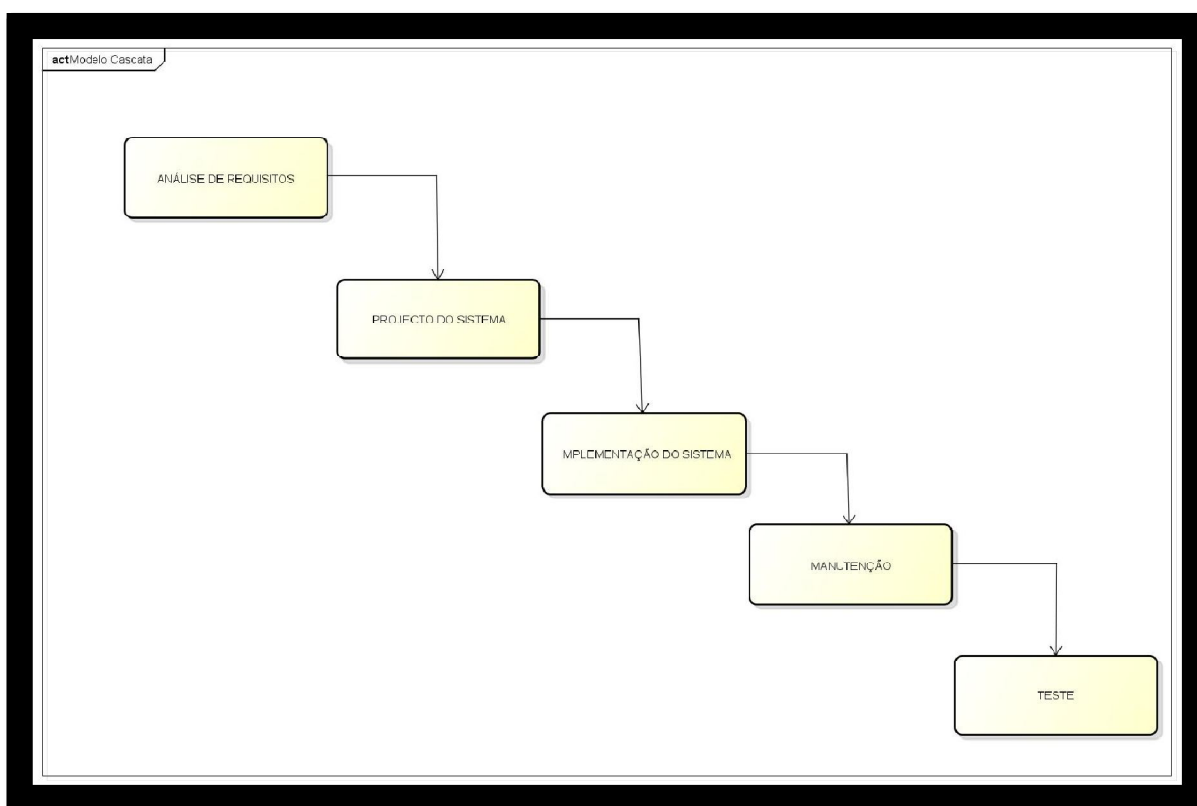 actModelo Cascata
ANÁLISE DE REQUISITOS
PROJECTO DO SISTEMA
MPLEMENTAÇÃO DO SISTEMA
MANUTENÇÃO
TESTE